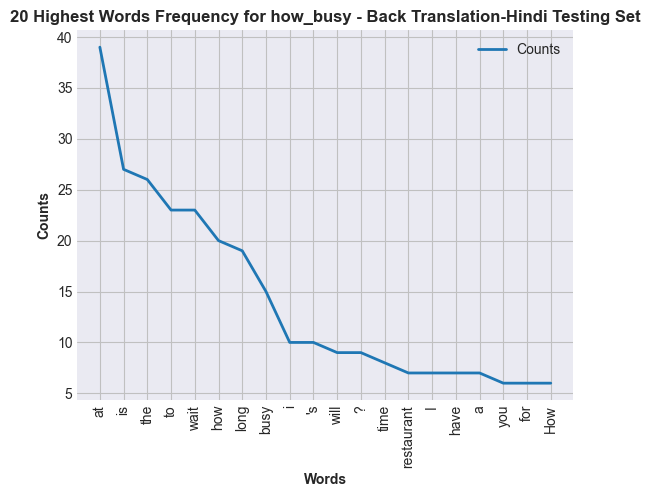 20 Highest Words Frequency for how_busy - Back Translation-Hindi Testing Set
Counts
Counts
40
35
30
25
20
15
10
5
at
is
the
to
wait
how
long
busy
i
's
will
?
time
restaurant
I
have
a
you
for
How
Words